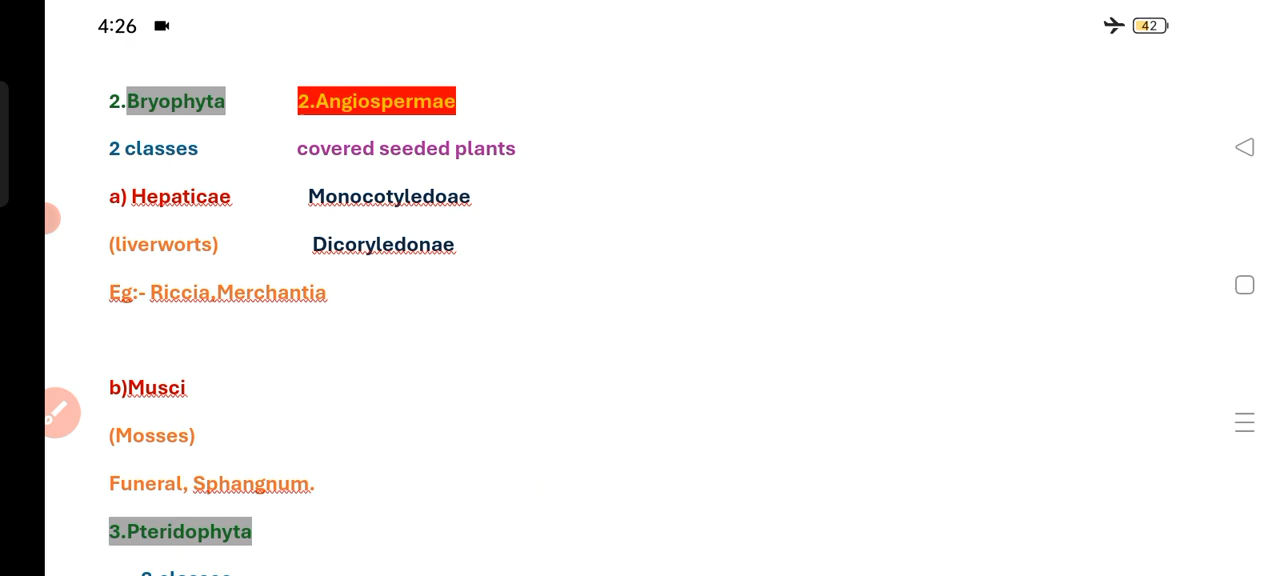 4:26 42
2.Bryophyta 2.Angiospermae
2 classes covered seeded plants
a) Hepaticae Monocotyledoae
(liverworts) Dicoryledonae
Eg:- Riccia,Merchantia
b)Musci
(Mosses)
Funeral, Sphangnum.
3.Pteridophyta
classes